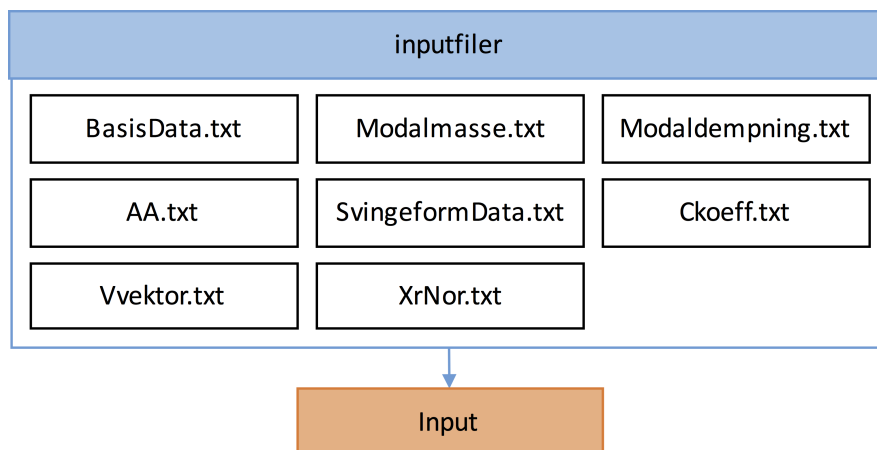 inputfiler
BasisData.txt
Modalmasse.txt
Modaldempning.txt
AA.txt
SvingeformData.txt
Ckoeff.txt
Vvektor.txt
XrNor.txt
Input